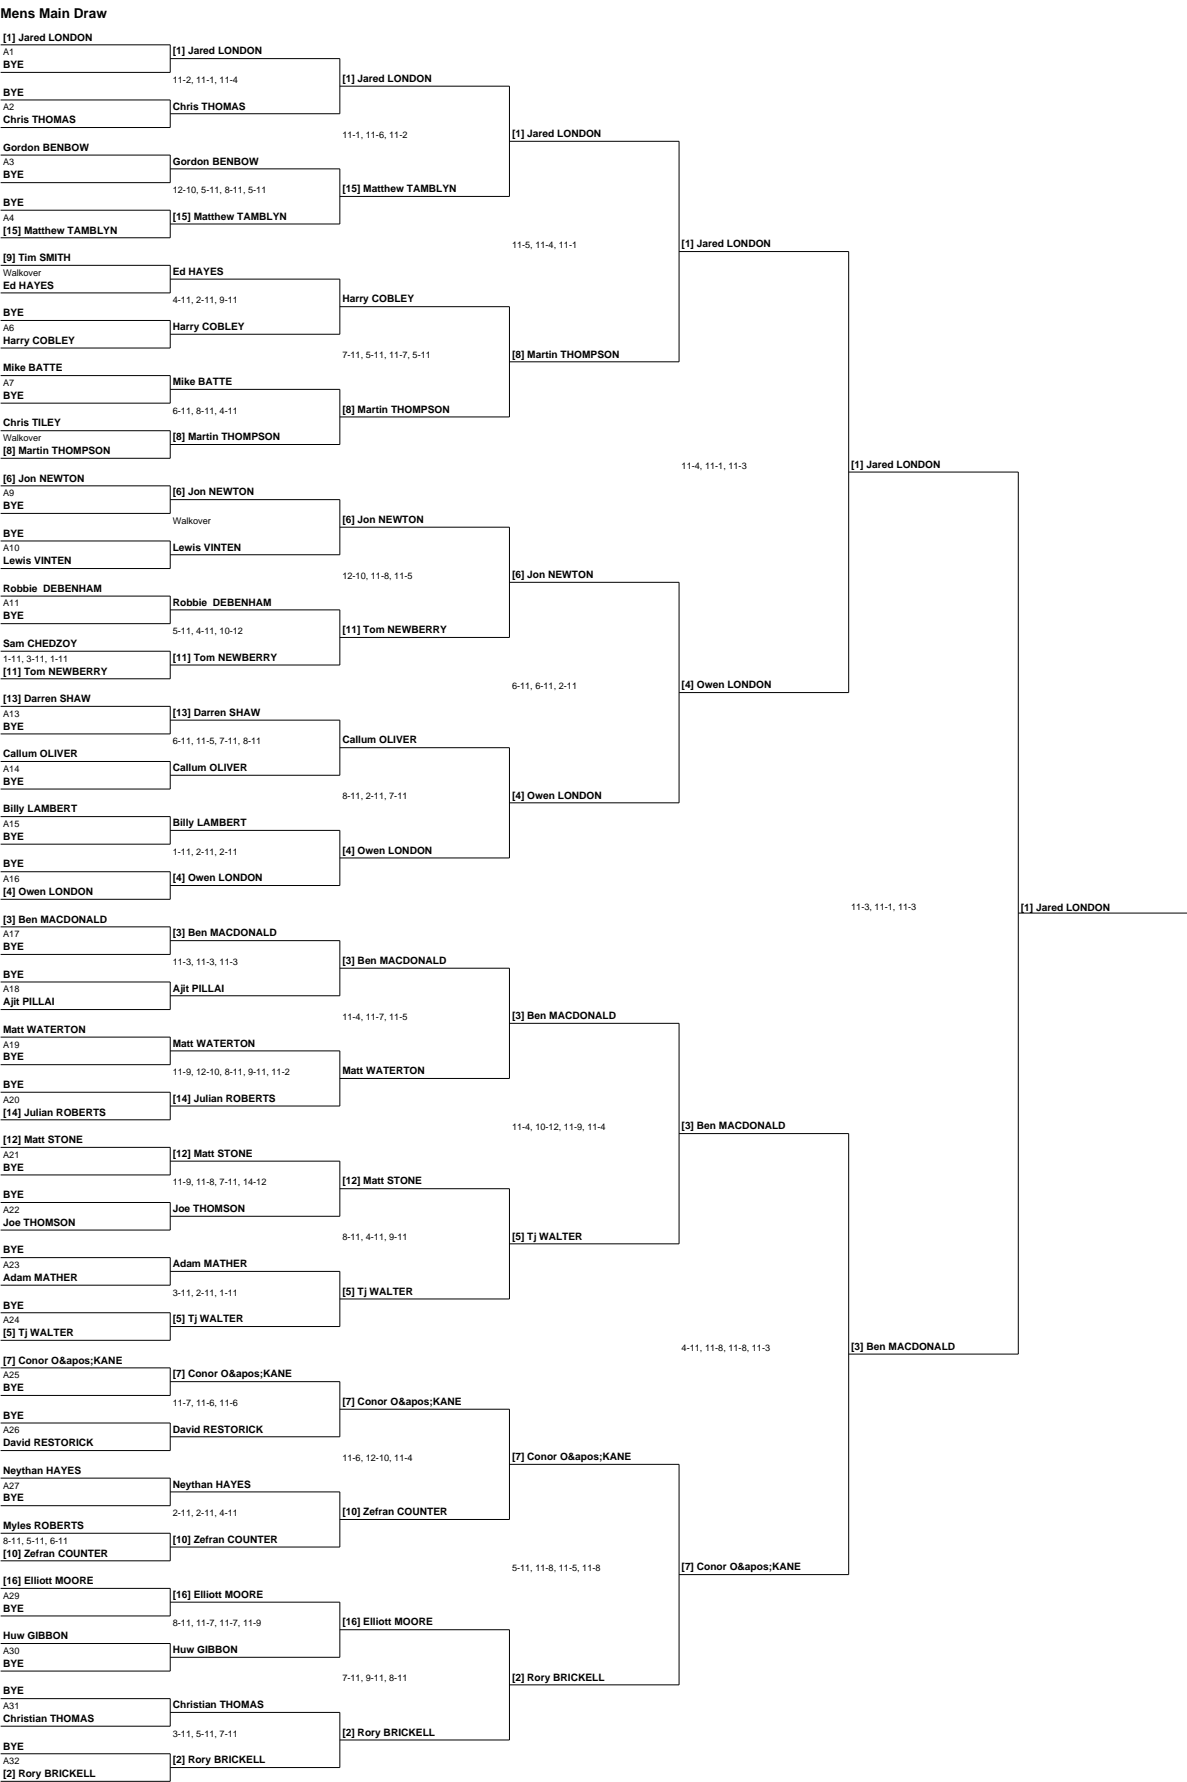 Mens Main Draw
[1] Jared LONDON
A1
[1] Jared LONDON
BYE
11-2, 11-1, 11-4
[1] Jared LONDON
BYE
A2
Chris THOMAS
Chris THOMAS
11-1, 11-6, 11-2
[1] Jared LONDON
Gordon BENBOW
A3
Gordon BENBOW
BYE
12-10, 5-11, 8-11, 5-11
[15] Matthew TAMBLYN
BYE
A4
[15] Matthew TAMBLYN
[15] Matthew TAMBLYN
11-5, 11-4, 11-1
[1] Jared LONDON
[9] Tim SMITH
Walkover
Ed HAYES
Ed HAYES
4-11, 2-11, 9-11
Harry COBLEY
BYE
A6
Harry COBLEY
Harry COBLEY
7-11, 5-11, 11-7, 5-11
[8] Martin THOMPSON
Mike BATTE
A7
Mike BATTE
BYE
6-11, 8-11, 4-11
[8] Martin THOMPSON
Chris TILEY
Walkover
[8] Martin THOMPSON
[8] Martin THOMPSON
11-4, 11-1, 11-3
[1] Jared LONDON
[6] Jon NEWTON
A9
[6] Jon NEWTON
BYE
Walkover
[6] Jon NEWTON
BYE
A10
Lewis VINTEN
Lewis VINTEN
12-10, 11-8, 11-5
[6] Jon NEWTON
Robbie  DEBENHAM
A11
Robbie  DEBENHAM
BYE
5-11, 4-11, 10-12
[11] Tom NEWBERRY
Sam CHEDZOY
1-11, 3-11, 1-11
[11] Tom NEWBERRY
[11] Tom NEWBERRY
6-11, 6-11, 2-11
[4] Owen LONDON
[13] Darren SHAW
A13
[13] Darren SHAW
BYE
6-11, 11-5, 7-11, 8-11
Callum OLIVER
Callum OLIVER
A14
Callum OLIVER
BYE
8-11, 2-11, 7-11
[4] Owen LONDON
Billy LAMBERT
A15
Billy LAMBERT
BYE
1-11, 2-11, 2-11
[4] Owen LONDON
BYE
A16
[4] Owen LONDON
[4] Owen LONDON
11-3, 11-1, 11-3
[1] Jared LONDON
[3] Ben MACDONALD
A17
[3] Ben MACDONALD
BYE
11-3, 11-3, 11-3
[3] Ben MACDONALD
BYE
A18
Ajit PILLAI
Ajit PILLAI
11-4, 11-7, 11-5
[3] Ben MACDONALD
Matt WATERTON
A19
Matt WATERTON
BYE
11-9, 12-10, 8-11, 9-11, 11-2
Matt WATERTON
BYE
A20
[14] Julian ROBERTS
[14] Julian ROBERTS
11-4, 10-12, 11-9, 11-4
[3] Ben MACDONALD
[12] Matt STONE
A21
[12] Matt STONE
BYE
11-9, 11-8, 7-11, 14-12
[12] Matt STONE
BYE
A22
Joe THOMSON
Joe THOMSON
8-11, 4-11, 9-11
[5] Tj WALTER
BYE
A23
Adam MATHER
Adam MATHER
3-11, 2-11, 1-11
[5] Tj WALTER
BYE
A24
[5] Tj WALTER
[5] Tj WALTER
4-11, 11-8, 11-8, 11-3
[3] Ben MACDONALD
[7] Conor O&apos;KANE
A25
[7] Conor O&apos;KANE
BYE
11-7, 11-6, 11-6
[7] Conor O&apos;KANE
BYE
A26
David RESTORICK
David RESTORICK
11-6, 12-10, 11-4
[7] Conor O&apos;KANE
Neythan HAYES
A27
Neythan HAYES
BYE
2-11, 2-11, 4-11
[10] Zefran COUNTER
Myles ROBERTS
8-11, 5-11, 6-11
[10] Zefran COUNTER
[10] Zefran COUNTER
5-11, 11-8, 11-5, 11-8
[7] Conor O&apos;KANE
[16] Elliott MOORE
A29
[16] Elliott MOORE
BYE
8-11, 11-7, 11-7, 11-9
[16] Elliott MOORE
Huw GIBBON
A30
Huw GIBBON
BYE
7-11, 9-11, 8-11
[2] Rory BRICKELL
BYE
A31
Christian THOMAS
Christian THOMAS
3-11, 5-11, 7-11
[2] Rory BRICKELL
BYE
A32
[2] Rory BRICKELL
[2] Rory BRICKELL